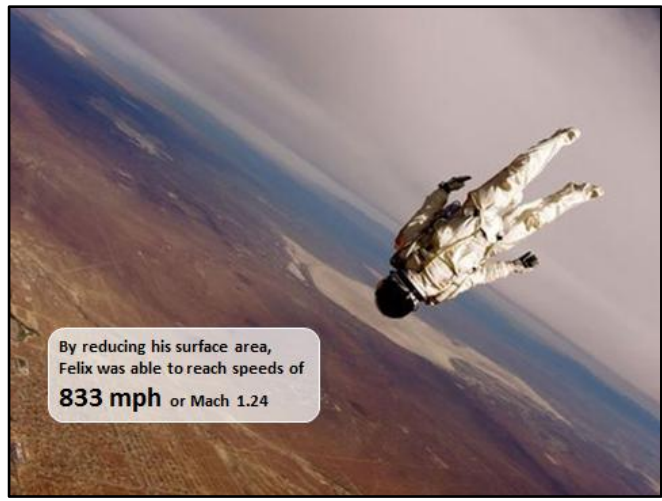 By reducing his surface area,
Felix was able to reach speeds of
833 mph or Mach 1.24